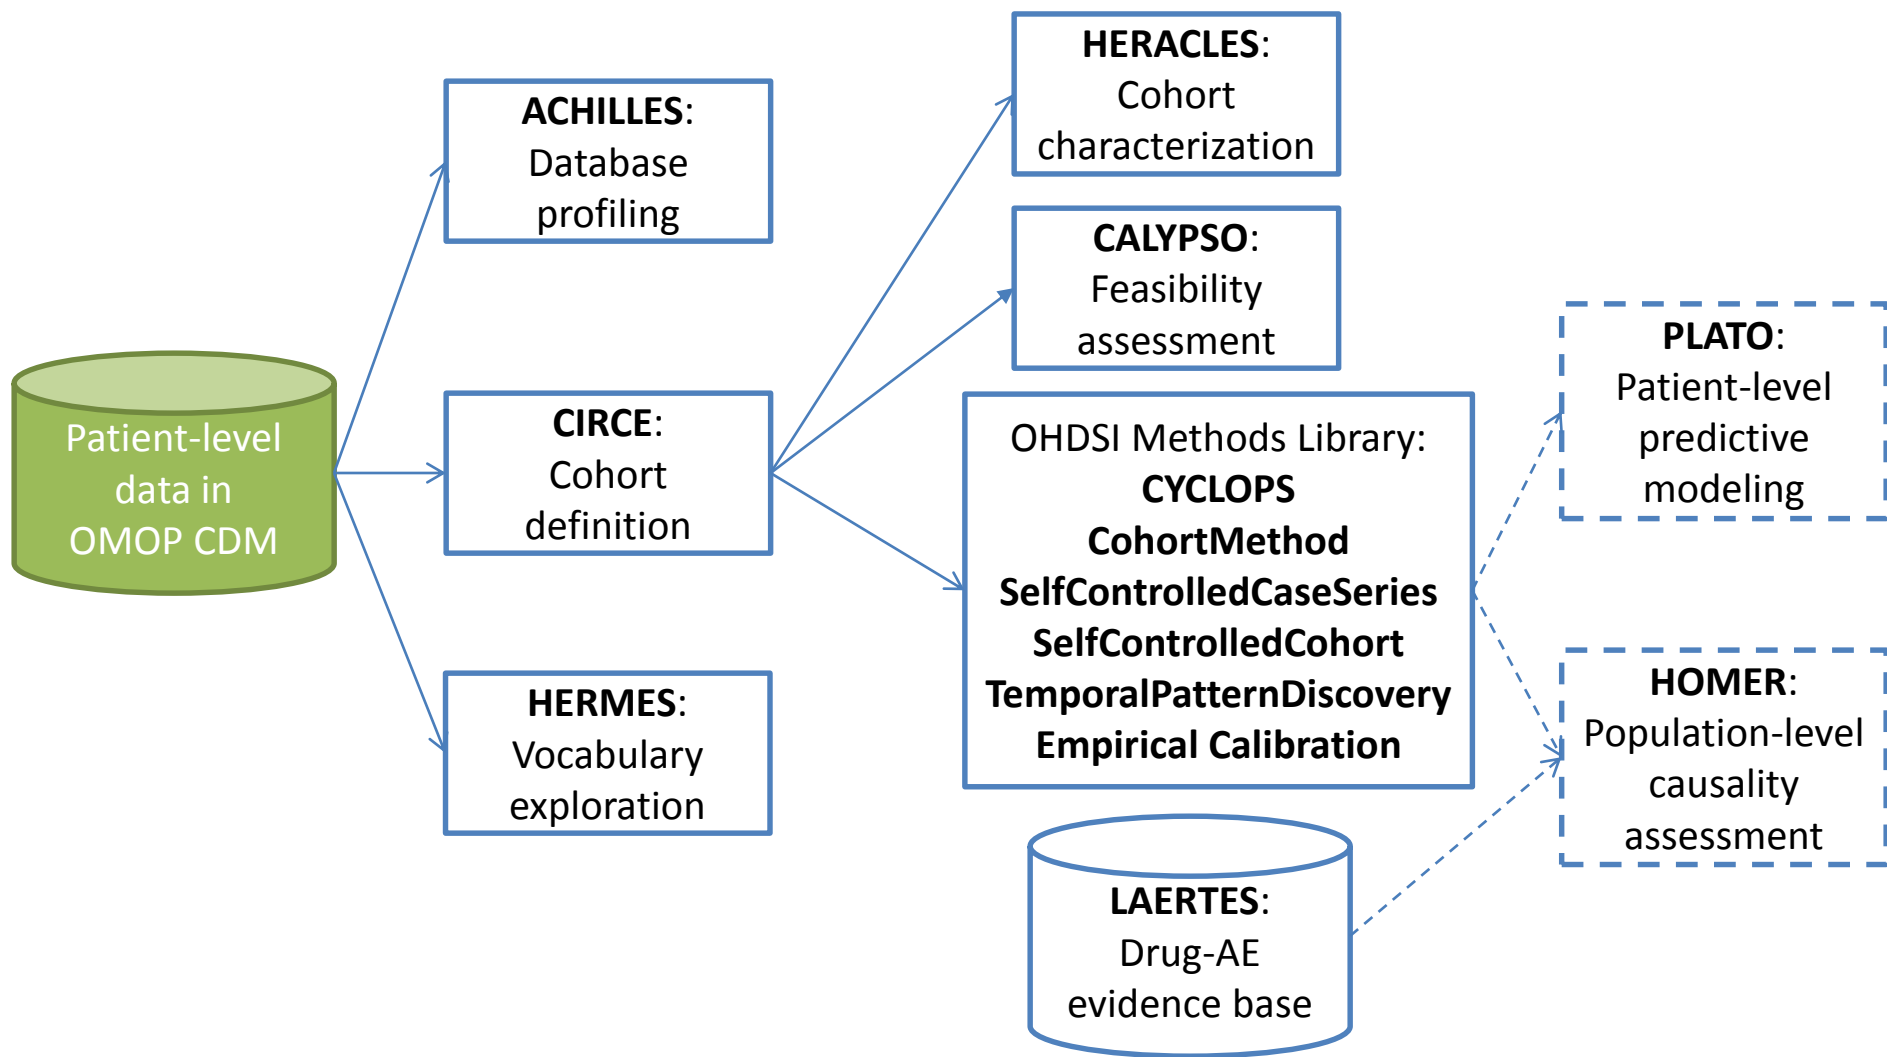 Patient-level
data in
OMOP CDM
ACHILLES:
Database
profiling
CIRCE:
Cohort
definition
HERMES:
Vocabulary
exploration
HERACLES:
Cohort
characterization
CALYPSO:
Feasibility
assessment
OHDSI Methods Library:
CYCLOPS
CohortMethod
SelfControlledCaseSeries
SelfControlledCohort
TemporalPatternDiscovery
Empirical Calibration
LAERTES:
Drug-AE
evidence base
PLATO:
Patient-level
predictive
modeling
HOMER:
Population-level
causality
assessment